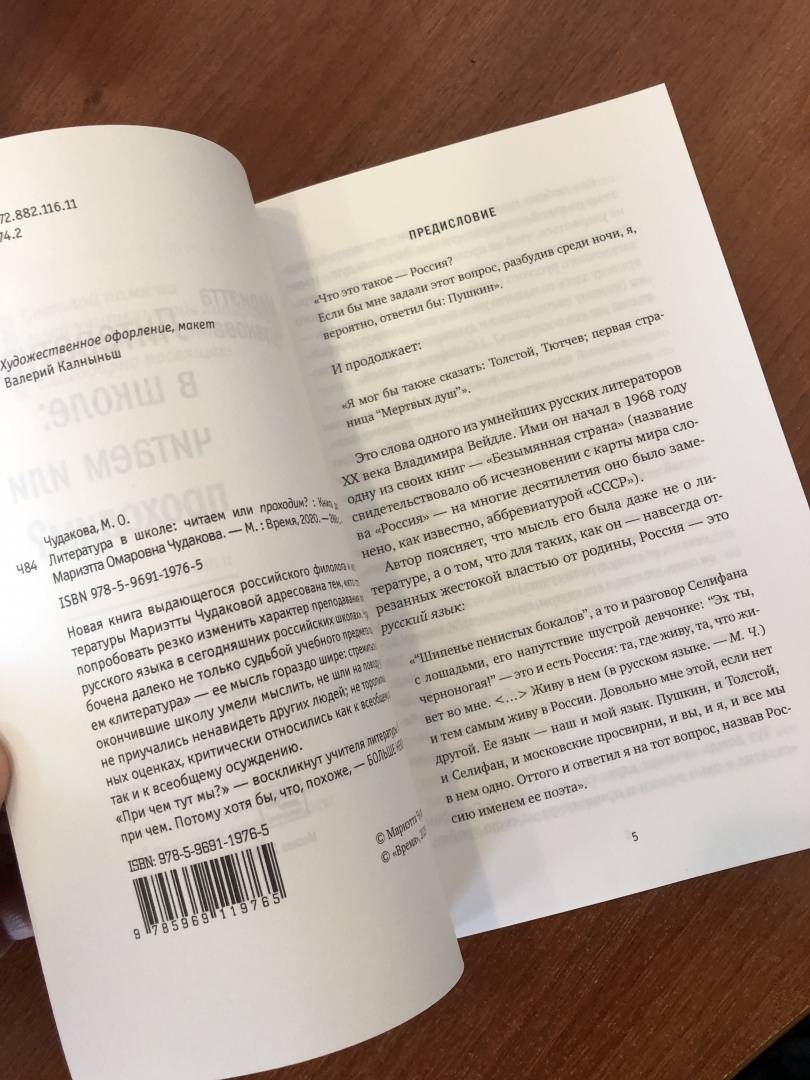 72.882.116.11
74.2
Художественное офорление, макет
Валерий Калныньш
Чудакова, М. О.
Ч84
Литература в школе: читаем или проходим? : Книга
Мариэтта Омаровна Чудакова. — М. : Время, 2020. —
ISBN 978-5-9691-1976-5
Новая книга выдающегося российского филолога и
тературы Мариэтты Чудаковой адресована тем, кто
попробовать резко изменить характер преподавания
русского языка в сегодняшних российских школах.
бочена далеко не только судьбой учебного предмета
ем «литература» — ее мысль гораздо шире:
окончившие школу умели мыслить, не шли на поводу
не приучались ненавидеть других людей; не
ных оценках, критически относились как к всеобщему
так и к всеобщему осуждению.
«При чем тут мы?» — воскликнут учителя литературы
при чем. Потому хотя бы, что, похоже, — БОЛЬШЕ
ISBN: 978-5-9691-1976-5
9 785969 119765
© Мариэтта
© «Время»,
ПРЕДИСЛОВИЕ
«Что это такое — Россия?
Если бы мне задали этот вопрос, разбудив среди ночи, я,
вероятно, ответил бы: Пушкин».
И продолжает:
«Я мог бы также сказать: Толстой, Тютчев; первая стра-
ница “Мертвых душ”».
Это слова одного из умнейших русских литераторов
XX века Владимира Вейдле. Ими он начал в 1968 году
одну из своих книг — «Безымянная страна» (название
свидетельствовало об исчезновении с карты мира сло-
ва «Россия» — на многие десятилетия оно было заме-
нено, как известно, аббревиатурой «СССР»).
Автор поясняет, что мысль его была даже не о ли-
тературе, а о том, что для таких, как он — навсегда от-
резанных жестокой властью от родины, Россия — это
русский язык:
«“Шипенье пенистых бокалов”, а то и разговор Селифана
с лошадьми, его напутствие шустрой девчонке: “Эх ты,
черноногая!” — это и есть Россия: та, где живу, та, что жи-
вет во мне. <…> Живу в нем (в русском языке. — М. Ч.)
и тем самым живу в России. Довольно мне этой, если нет
другой. Ее язык — наш и мой язык. Пушкин, и Толстой,
и Селифан, и московские просвирни, и вы, и я, и все мы
в нем одно. Оттого и ответил я на тот вопрос, назвав Рос-
сию именем ее поэта».
5